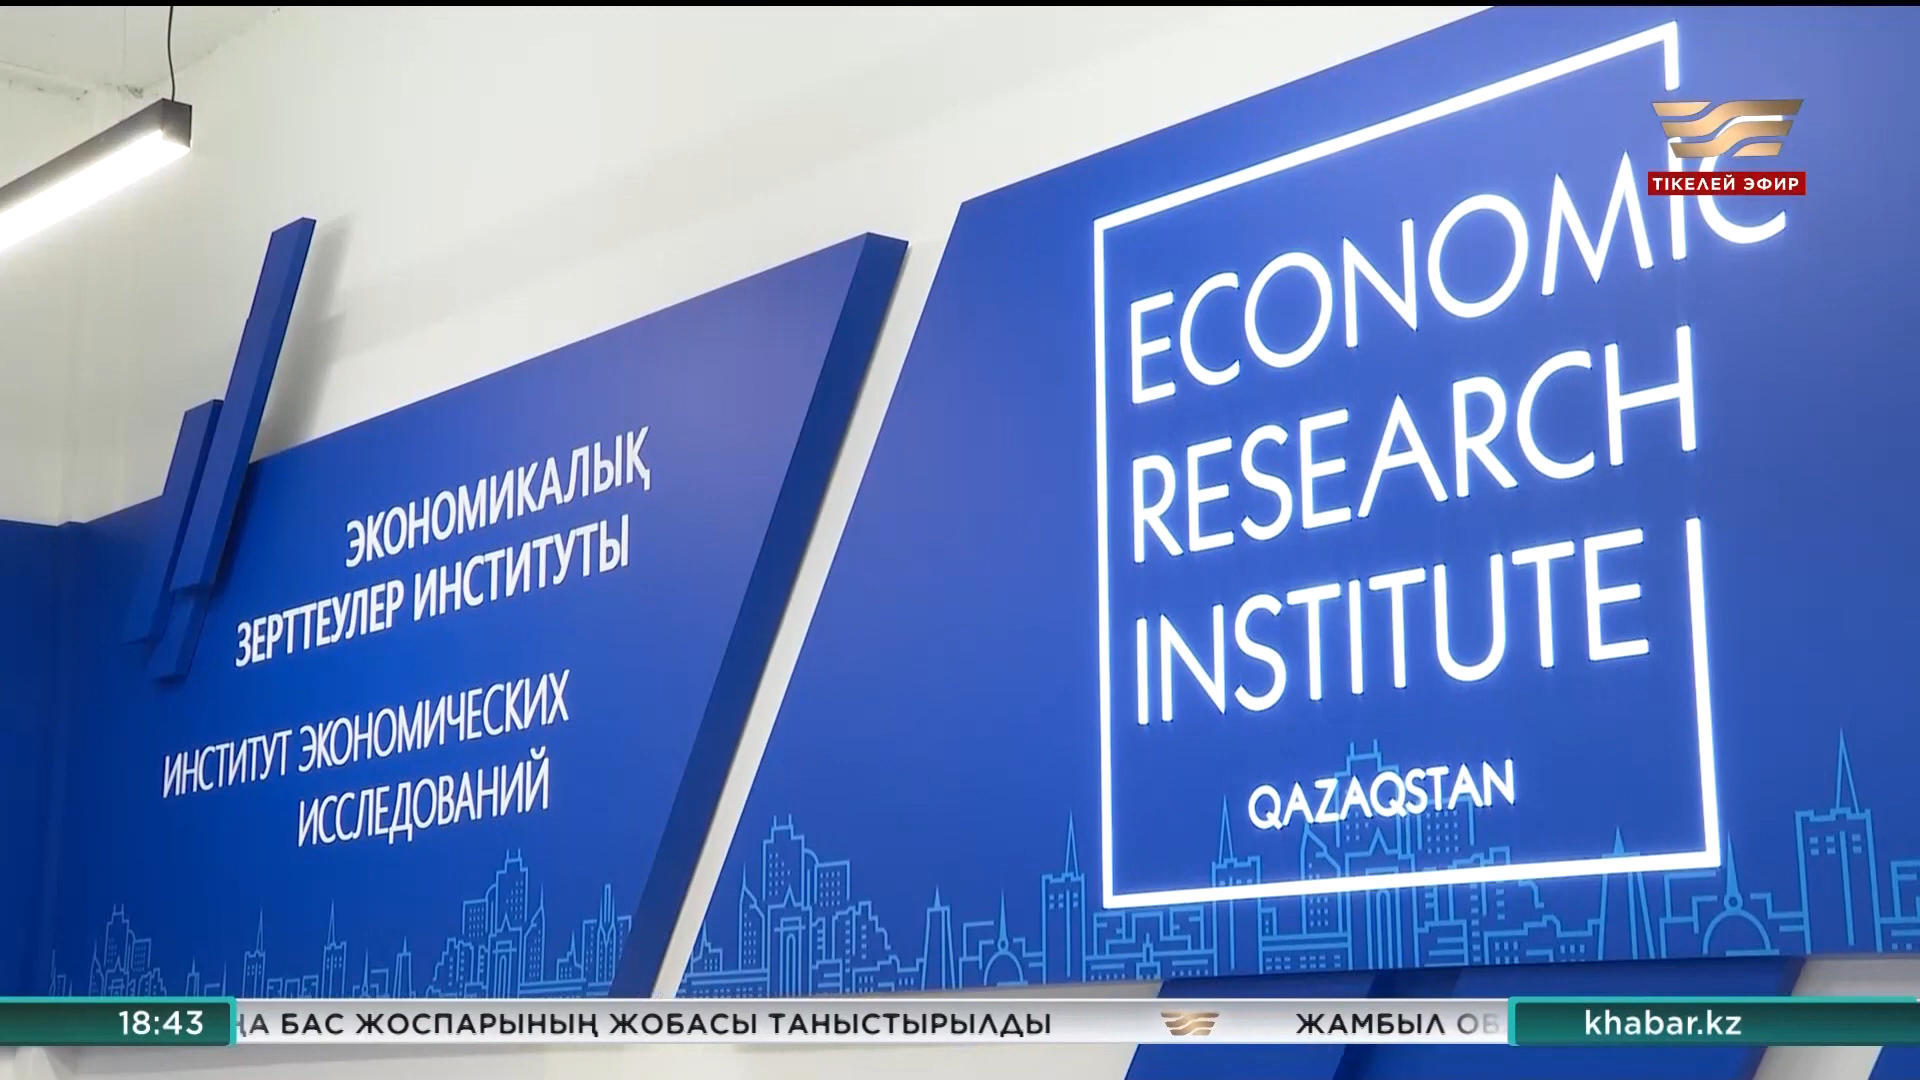 ТІКЕЛЕЙ ЭФИР
ЭКОНОМИКАЛЫҚ
ЗЕРТТЕУЛЕР ИНСТИТУТЫ
ИНСТИТУТ ЭКОНОМИЧЕСКИХ
ИССЛЕДОВАНИЙ
ECONOMIC
RESEARCH
INSTITUTE
QAZAQSTAN
18:43
БАС ЖОСПАРЫНЫҢ ЖОБАСЫ ТАНЫСТЫРЫЛДЫ
ЖАМБЫЛ
khabar.kz